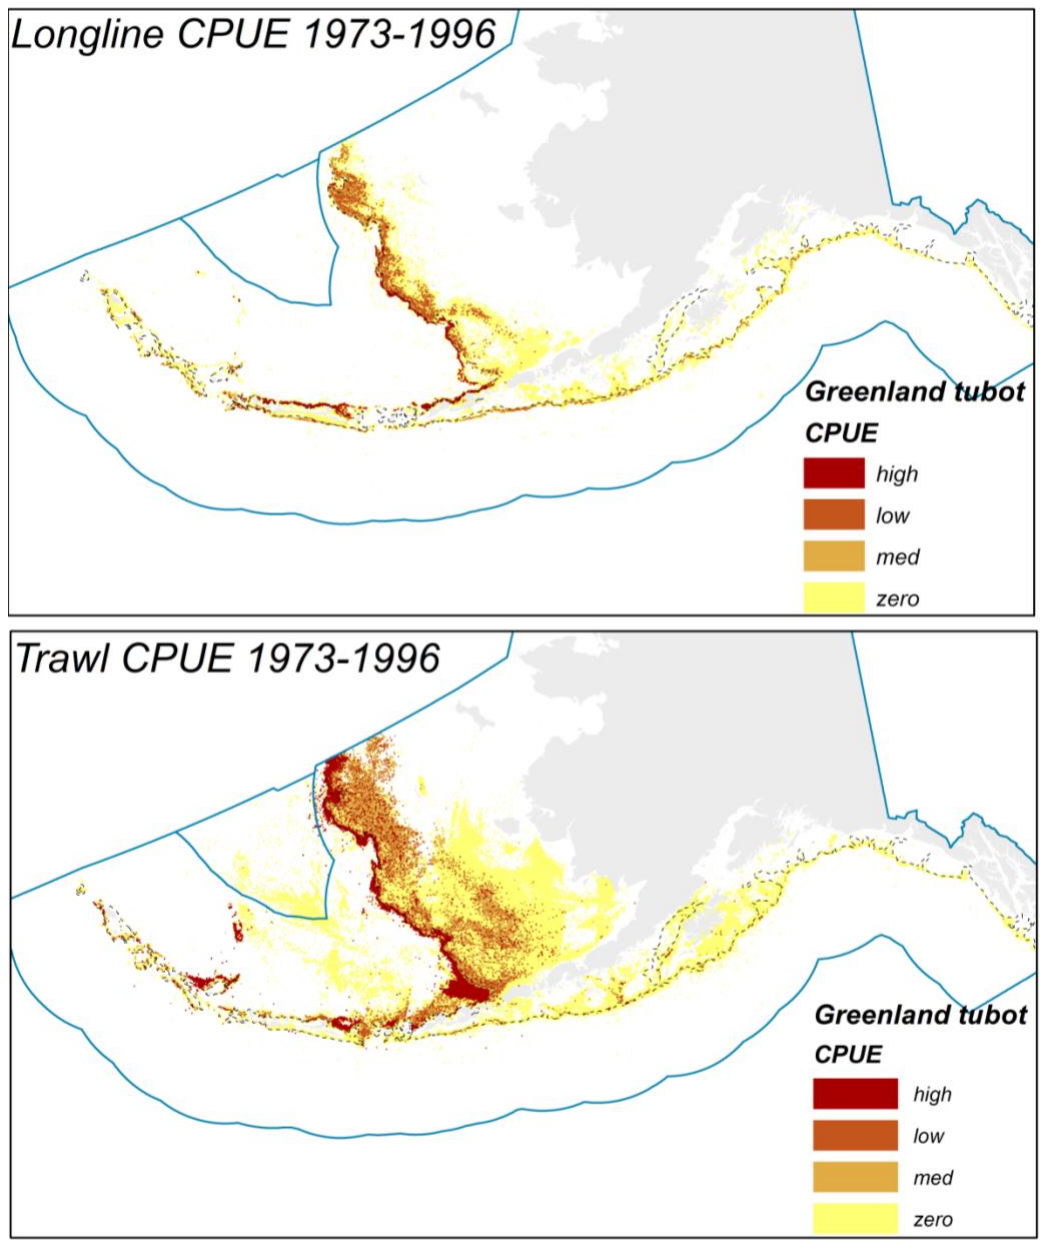 Longline CPUE 1973-1996
Greenland tubot
CPUE
high
low
med
zero
Trawl CPUE 1973-1996
Greenland tubot
CPUE
high
low
med
zero